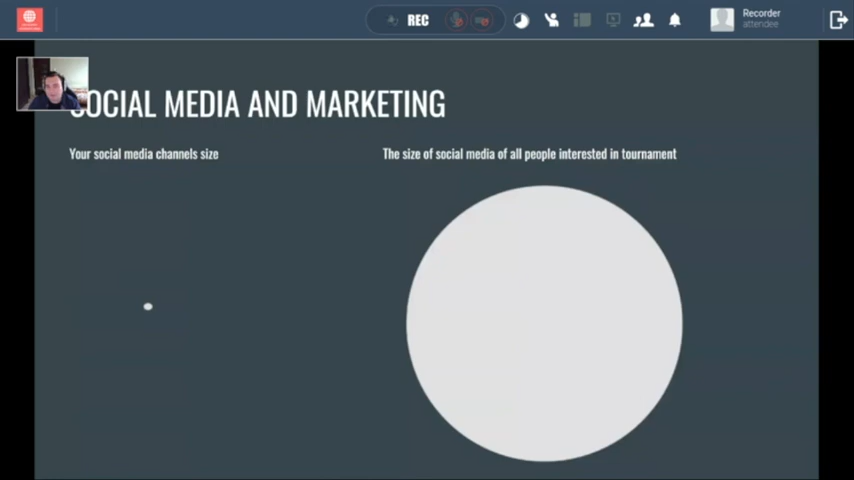 REC
Recorder
attendee
SOCIAL MEDIA AND MARKETING
Your social media channels size
The size of social media of all people interested in tournament